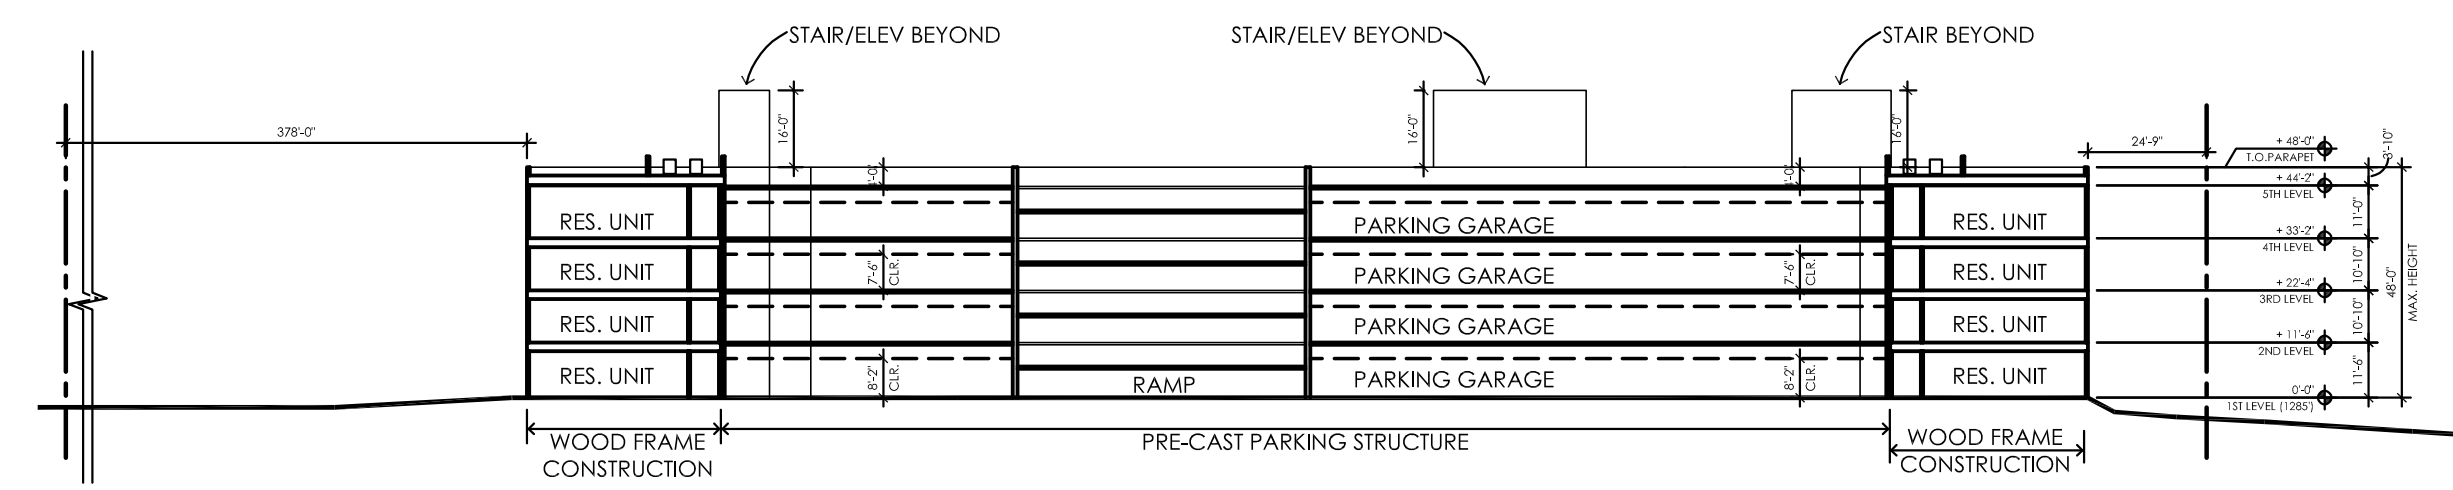 STAIR/ELEV BEYOND
STAIR/ELEV BEYOND
STAIR BEYOND
378'-0"
16'-0"
16'-0"
16'-0"
24'-9"
+ 48'-0"
T.O.PARAPET
3'-10"
4'-0"
4'-0"
+ 44'-2"
5TH LEVEL
RES. UNIT
PARKING GARAGE
RES. UNIT
11'-0"
+ 33'-2"
4TH LEVEL
RES. UNIT
7'-6"
CLR.
PARKING GARAGE
7'-6"
CLR.
RES. UNIT
10'-10"
48'-0"
MAX. HEIGHT
+ 22'-4"
3RD LEVEL
RES. UNIT
PARKING GARAGE
RES. UNIT
10'-10"
+ 11'-6"
2ND LEVEL
RES. UNIT
8'-2"
CLR.
RAMP
PARKING GARAGE
8'-2"
CLR.
RES. UNIT
11'-6"
0'-0"
1ST LEVEL (1285')
WOOD FRAME
CONSTRUCTION
PRE-CAST PARKING STRUCTURE
WOOD FRAME
CONSTRUCTION